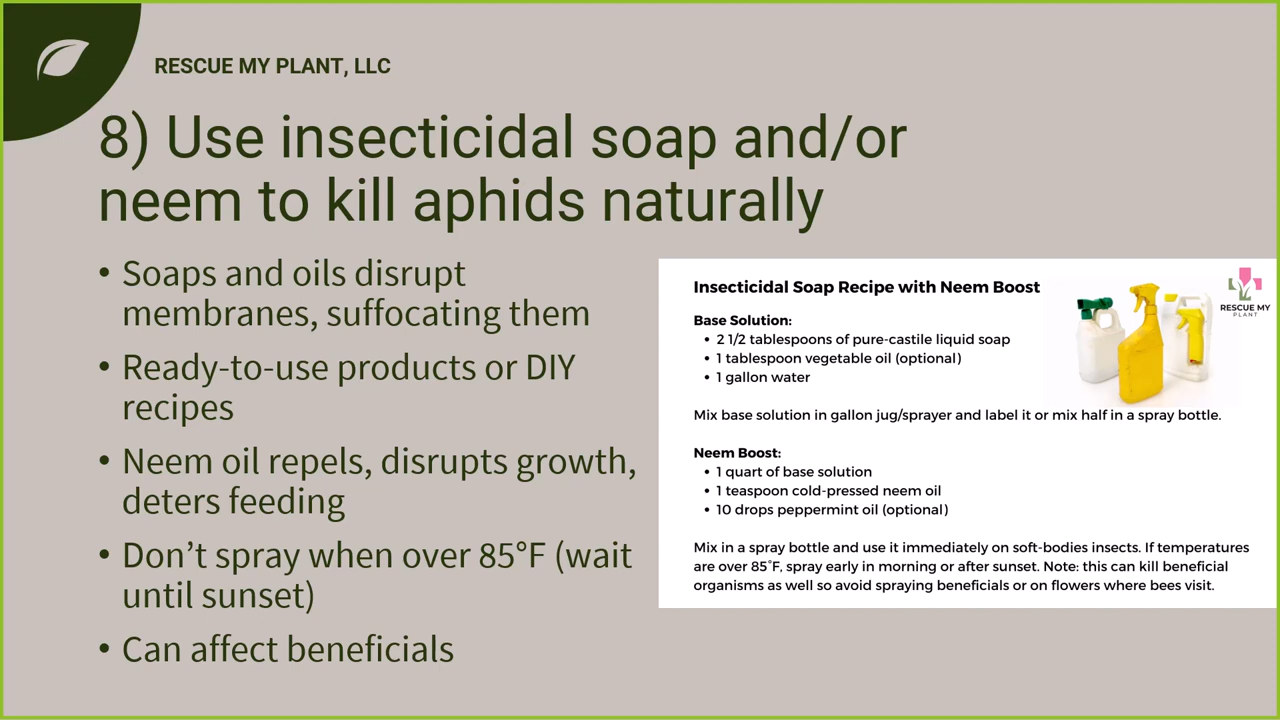 RESCUE MY PLANT, LLC
8) Use insecticidal soap and/or
neem to kill aphids naturally
• Soaps and oils disrupt
membranes, suffocating them
• Ready-to-use products or DIY
recipes
• Neem oil repels, disrupts growth,
deters feeding
• Don’t spray when over 85°F (wait
until sunset)
• Can affect beneficials
Insecticidal Soap Recipe with Neem Boost
RESCUE MY
PLANT
Base Solution:
• 2 1/2 tablespoons of pure-castile liquid soap
• 1 tablespoon vegetable oil (optional)
• 1 gallon water
Mix base solution in gallon jug/sprayer and label it or mix half in a spray bottle.
Neem Boost:
• 1 quart of base solution
• 1 teaspoon cold-pressed neem oil
• 10 drops peppermint oil (optional)
Mix in a spray bottle and use it immediately on soft-bodies insects. If temperatures
are over 85°F, spray early in morning or after sunset. Note: this can kill beneficial
organisms as well so avoid spraying beneficials or on flowers where bees visit.